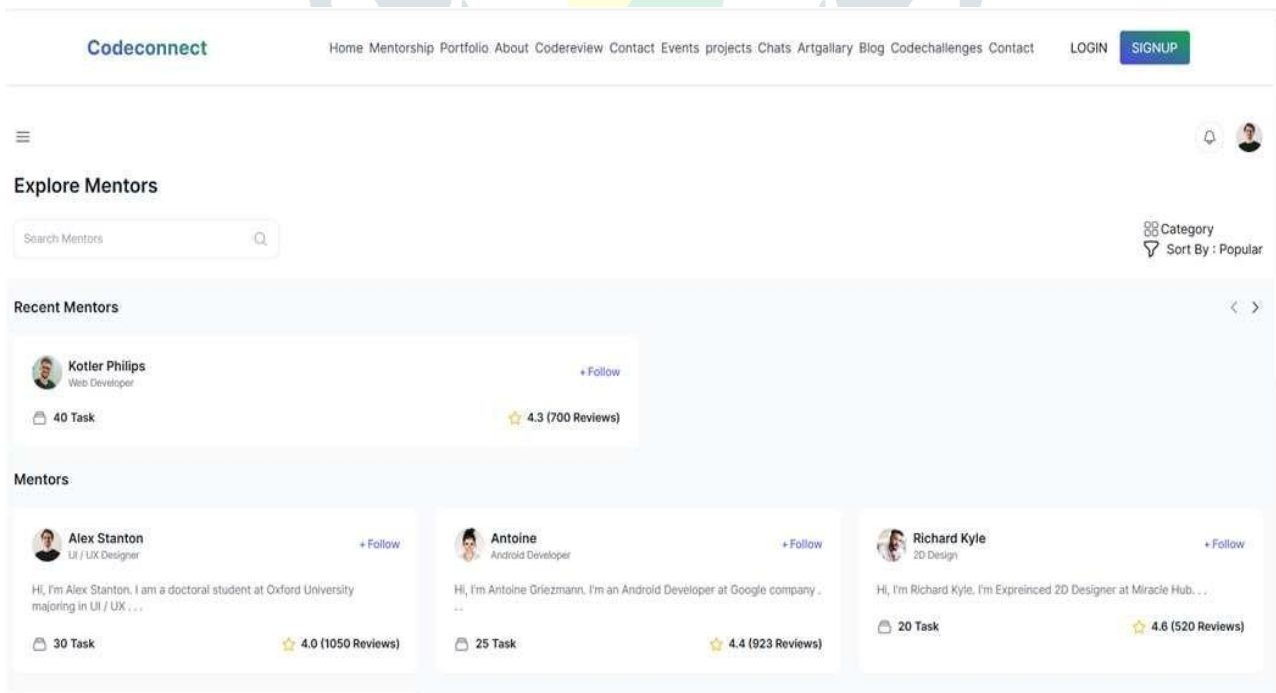 Codeconnect
Home Mentorship Portfolio About Codereview Contact Events projects Chats Artgallary Blog Codechallenges Contact
LOGIN
SIGNUP
Explore Mentors
Search Mentors
Category
Sort By : Popular
Recent Mentors
Kotler Philips
Web Developer
+ Follow
40 Task
4.3 (700 Reviews)
Mentors
Alex Stanton
UI / UX Designer
+ Follow
Hi, I'm Alex Stanton. I am a doctoral student at Oxford University
majoring in UI / UX . . .
30 Task
4.0 (1050 Reviews)
Antoine
Android Developer
+ Follow
Hi, I'm Antoine Griezmann. I'm an Android Developer at Google company .
. .
25 Task
4.4 (923 Reviews)
Richard Kyle
2D Design
+ Follow
Hi, I'm Richard Kyle. I'm Expreinced 2D Designer at Miracle Hub. . .
20 Task
4.6 (520 Reviews)